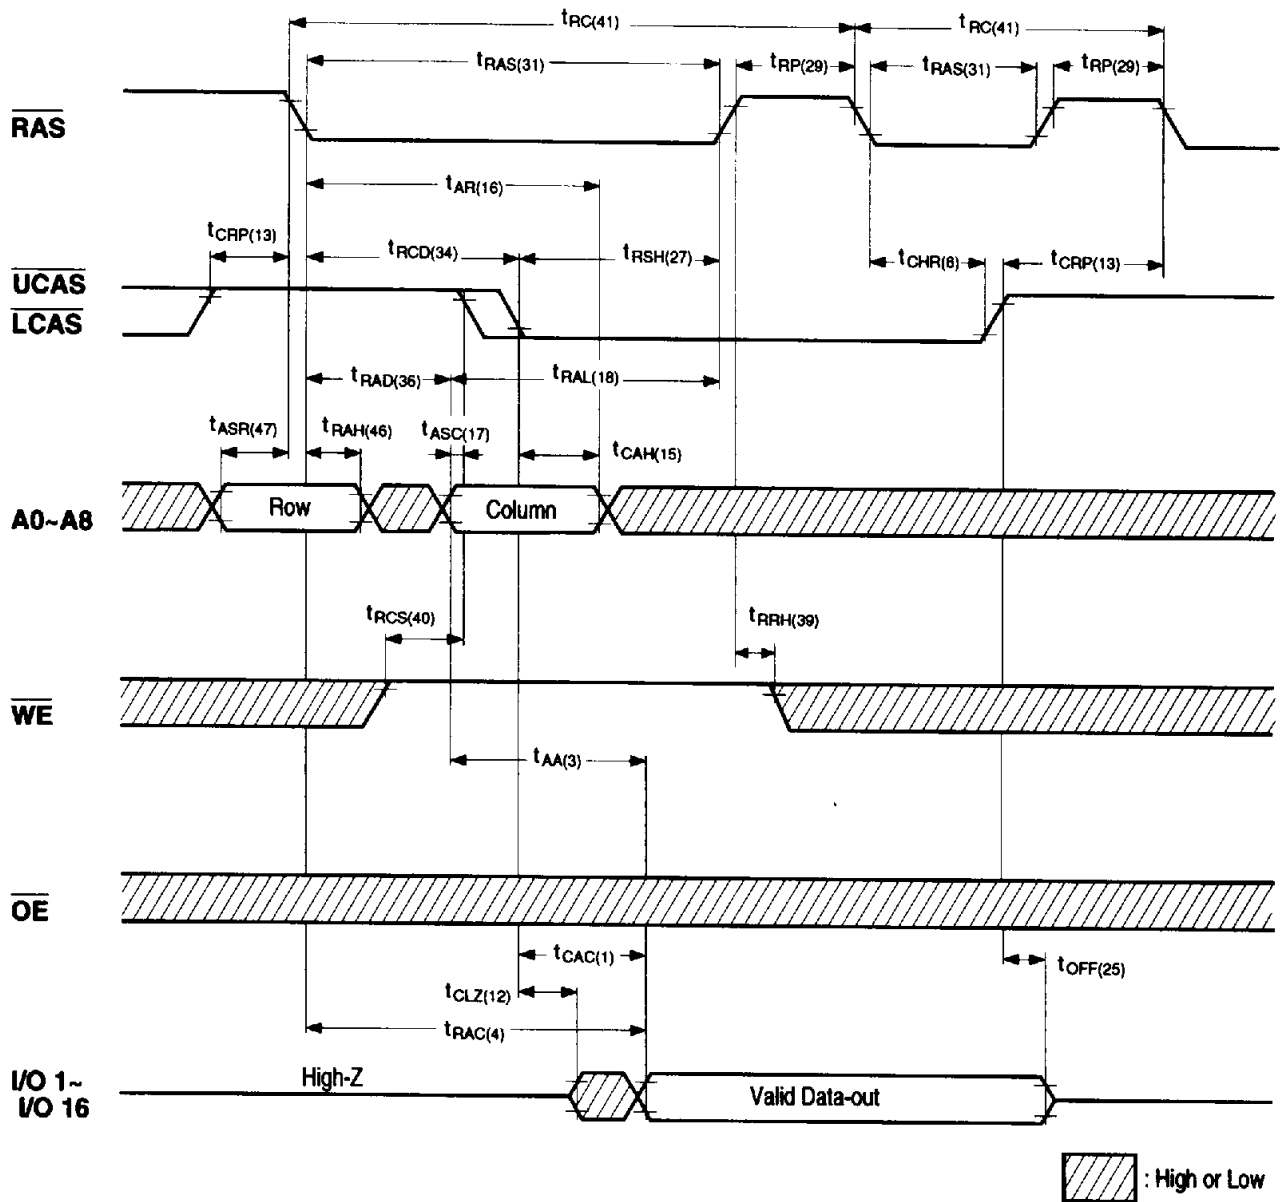 tRC(41) tRC(41)
tRAS(31) tRP(29) tRAS(31) tRP(29)
RAS
tAR(16)
tCRP(13) tRCD(34) tRSH(27) tCHR(8) tCRP(13)
UCAS
LCAS
tRAD(36) tRAL(18)
tASR(47) tRAH(46) tASC(17) tCAH(15)
A0~A8 Row Column
tRCS(40) tRRH(39)
WE
tAA(3)
OE
tCAC(1) tOFF(25)
tCLZ(12)
tRAC(4)
I/O 1~ High-Z
I/O 16 Valid Data-out
: High or Low